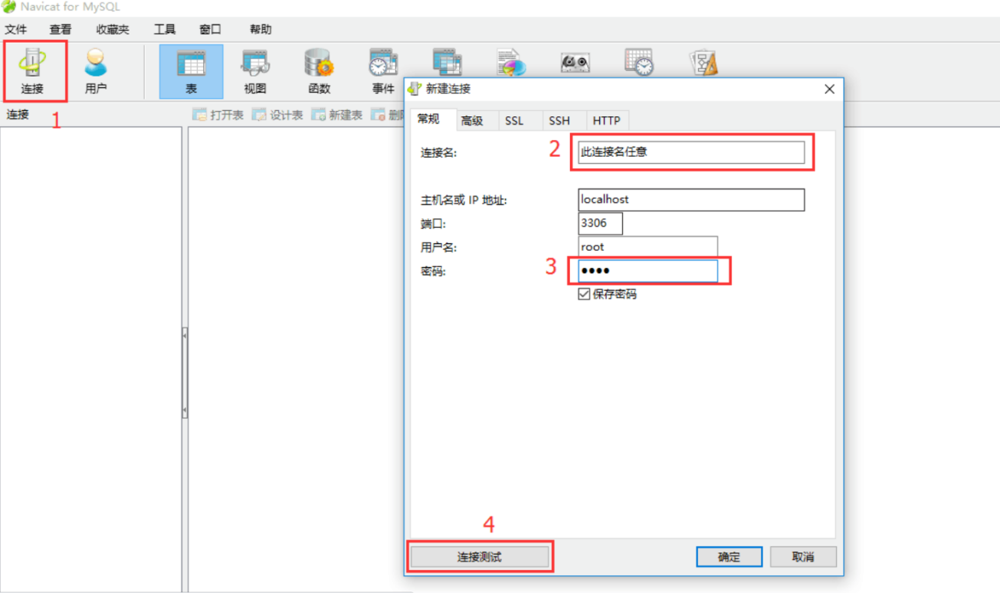 Navicat for MySQL
文件 查看 收藏夹 工具 窗口 帮助
连接 用户 表 视图 函数 事件
新建连接
连接 1 打开表 设计表 新建表
常规 高级 SSL SSH HTTP
连接名: 2 此连接名任意
主机名或 IP 地址: localhost
端口: 3306
用户名: root
密码: 3 ●●●●
保存密码
4
连接测试 确定 取消